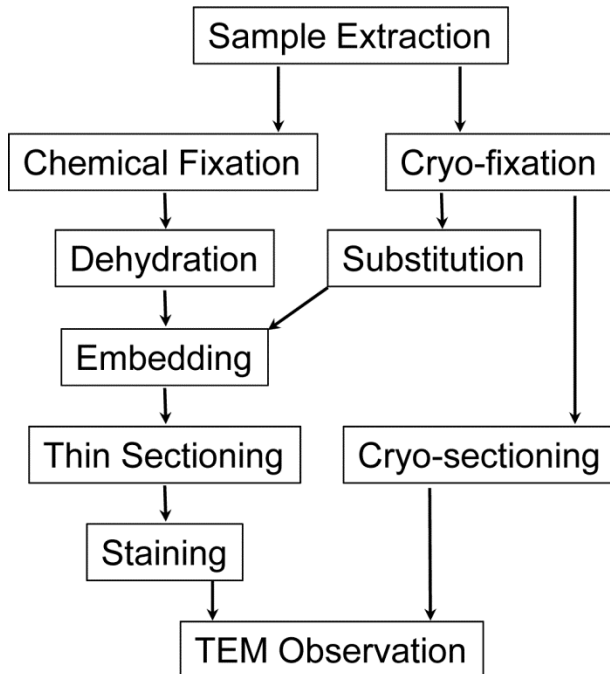 Sample Extraction
Chemical Fixation
Cryo-fixation
Dehydration
Substitution
Embedding
Thin Sectioning
Cryo-sectioning
Staining
TEM Observation